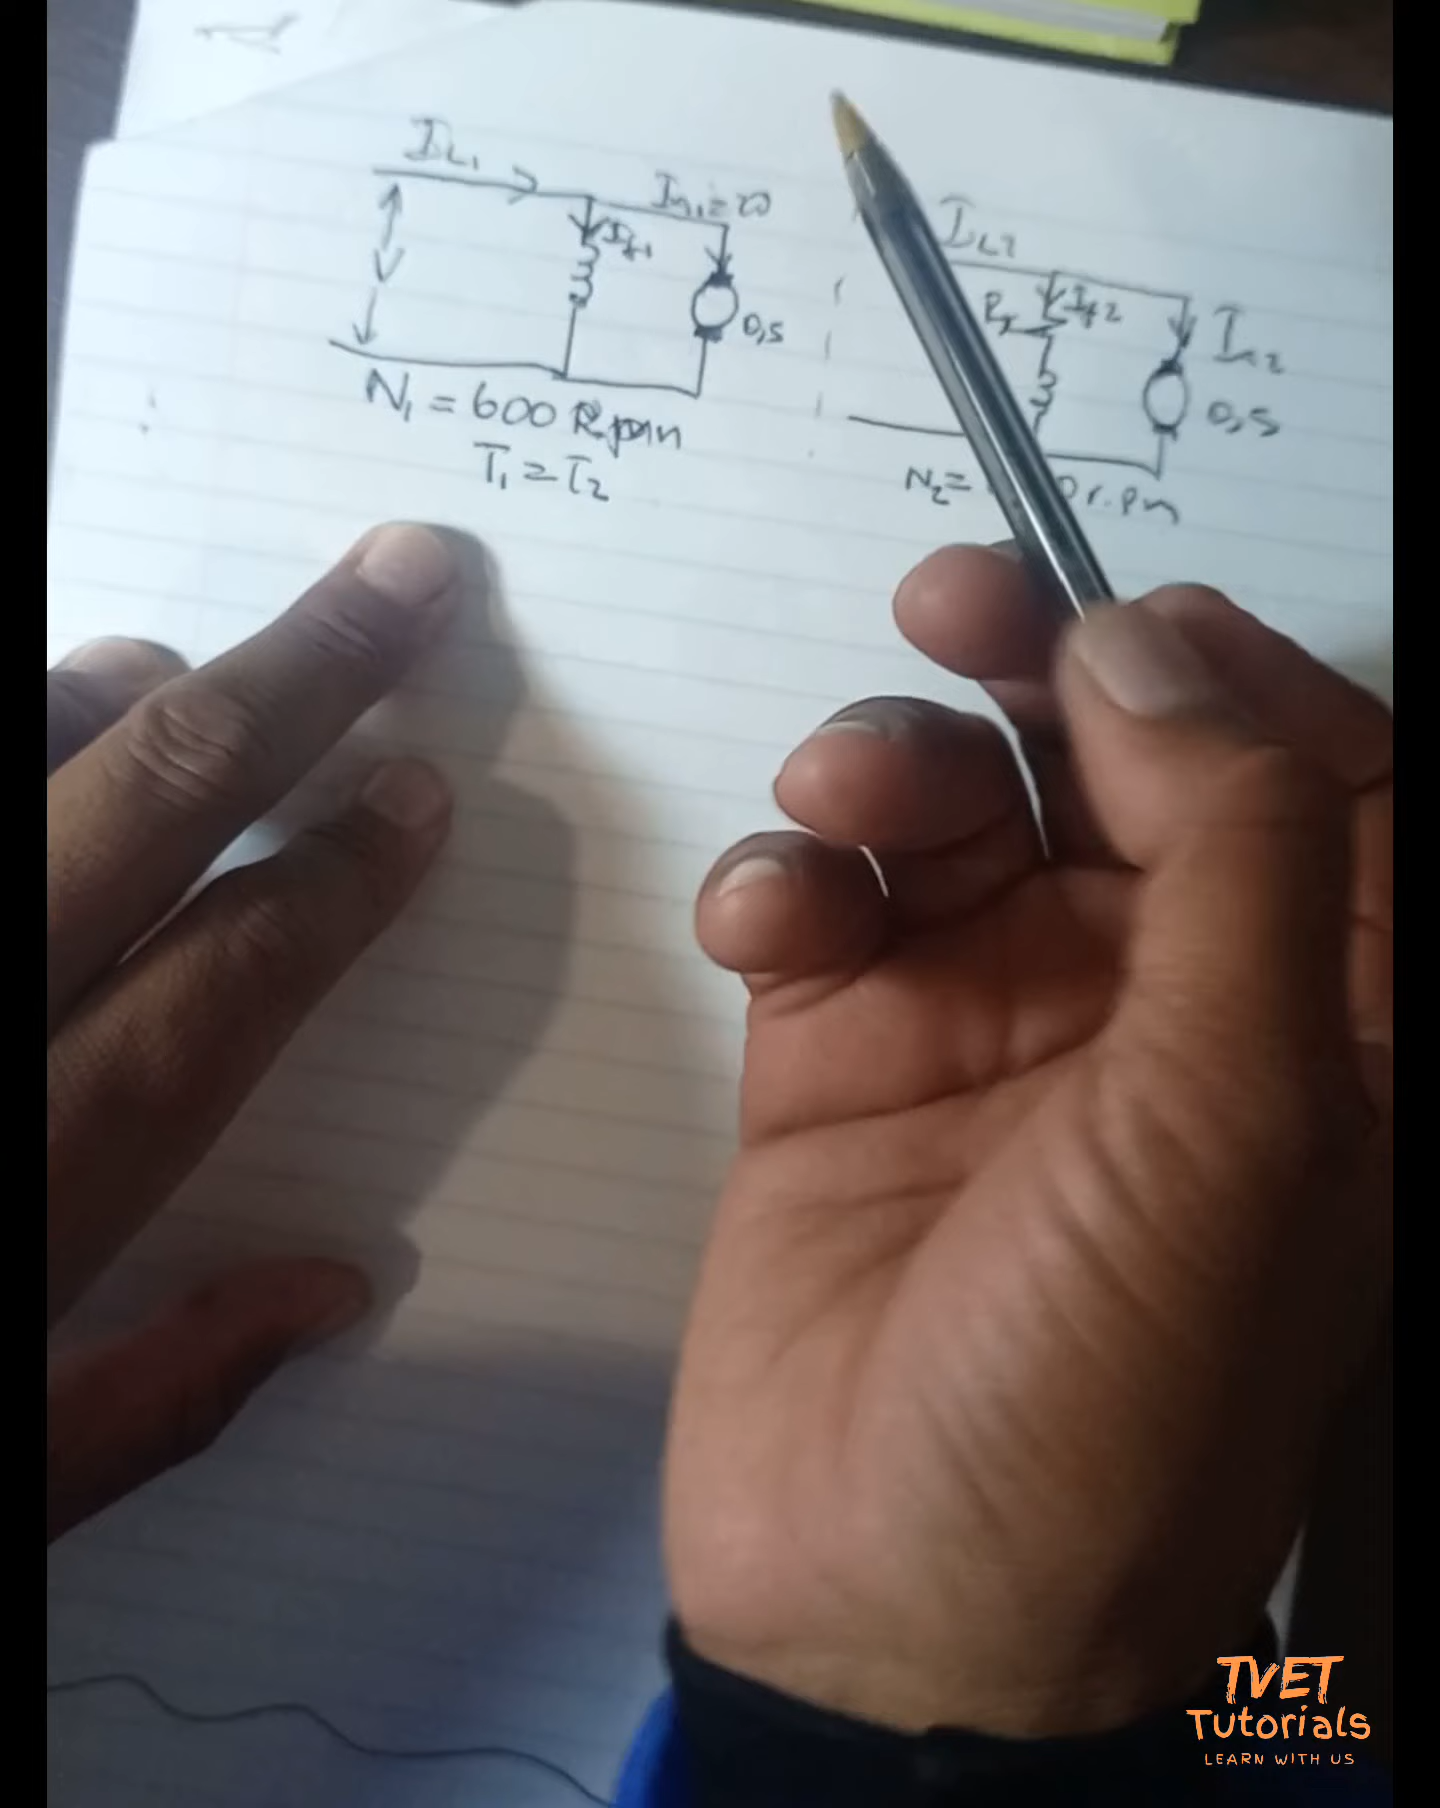 IL1
Ia1=20
If1
V
0,5
N1 = 600 Rpm
T1 = T2
IL2
If2
Rx
Ia2
0,5
N2= r.pm
TVET
Tutorials
LEARN WITH US